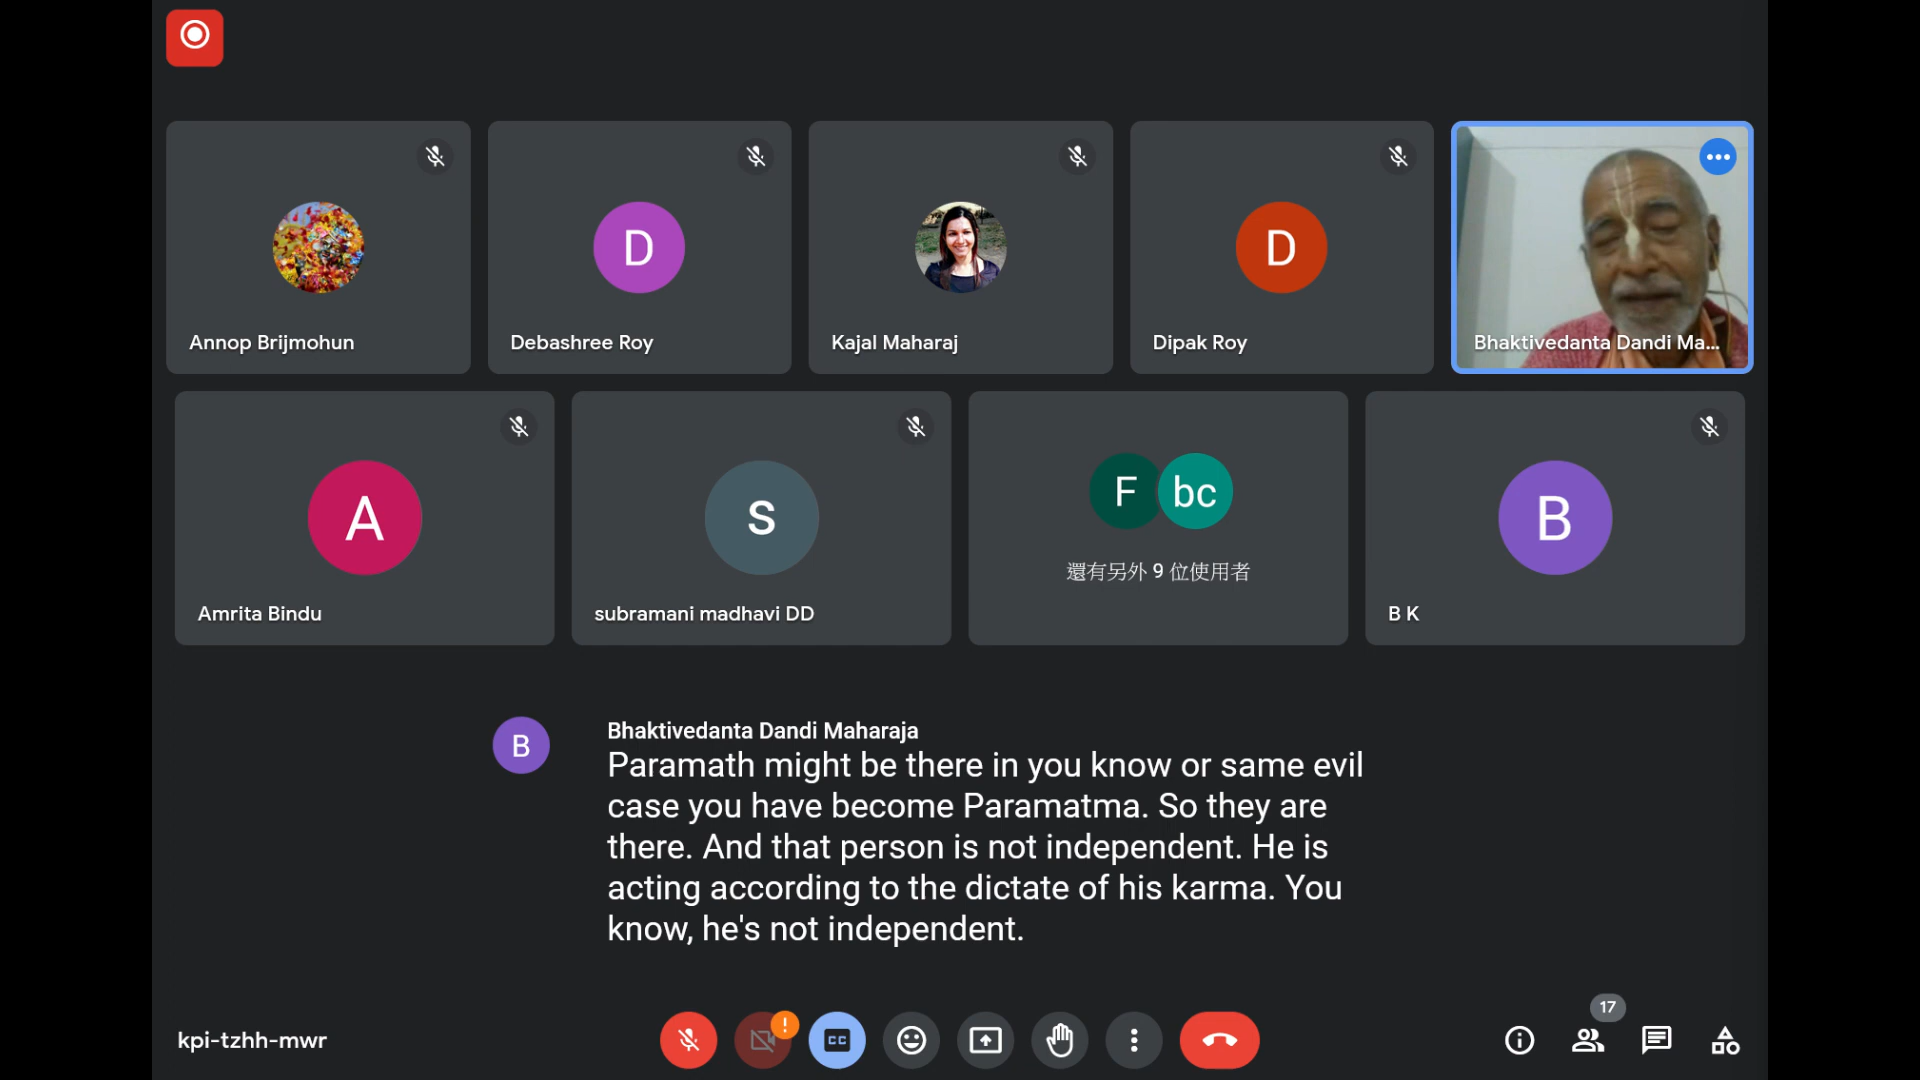 Annop Brijmohun
D
Debashree Roy
Kajal Maharaj
D
Dipak Roy
Bhaktivedanta Dandi Ma...
A
Amrita Bindu
s
subramani madhavi DD
F
bc
還有另外 9 位使用者
B
B K
B
Bhaktivedanta Dandi Maharaja
Paramath might be there in you know or same evil
case you have become Paramatma. So they are
there. And that person is not independent. He is
acting according to the dictate of his karma. You
know, he's not independent.
kpi-tzhh-mwr
!
CC
17